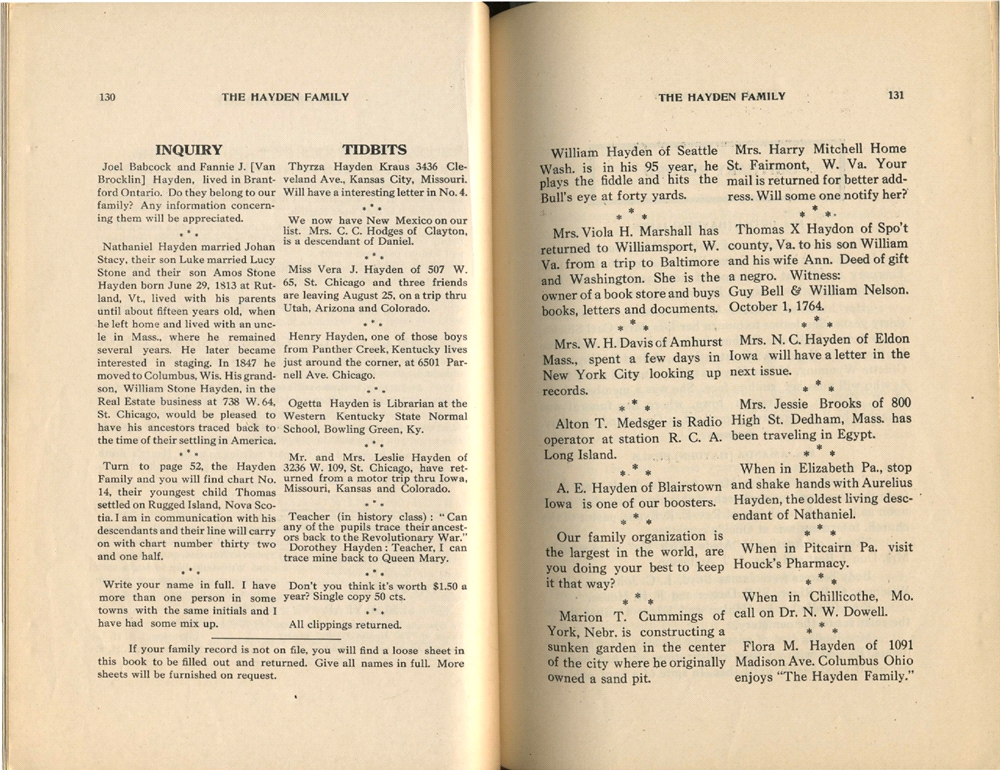 130
THE HAYDEN FAMILY
INQUIRY
Joel Babcock and Fannie J. [Van
Brocklin] Hayden, lived in Brant-
ford Ontario. Do they belong to our
family? Any information concern-
ing them will be appreciated.
* * *
Nathaniel Hayden married Johan
Stacy, their son Luke married Lucy
Stone and their son Amos Stone
Hayden born June 29, 1813 at Rut-
land, Vt., lived with his parents
until about fifteen years old, when
he left home and lived with an unc-
le in Mass., where he remained
several years. He later became
interested in staging. In 1847 he
moved to Columbus, Wis. His grand-
son, William Stone Hayden, in the
Real Estate business at 738 W. 64,
St. Chicago, would be pleased to
have his ancestors traced back to
the time of their settling in America.
* * *
Turn to page 52, the Hayden
Family and you will find chart No.
14, their youngest child Thomas
settled on Rugged Island, Nova Sco-
tia. I am in communication with his
descendants and their line will carry
on with chart number thirty two
and one half.
* * *
Write your name in full. I have
more than one person in some
towns with the same initials and I
have had some mix up.
TIDBITS
Thyrza Hayden Kraus 3436 Cle-
veland Ave., Kansas City, Missouri.
Will have a interesting letter in No. 4.
* * *
We now have New Mexico on our
list. Mrs. C. C. Hodges of Clayton,
is a descendant of Daniel.
* * *
Miss Vera J. Hayden of 507 W.
65, St. Chicago and three friends
are leaving August 25, on a trip thru
Utah, Arizona and Colorado.
* * *
Henry Hayden, one of those boys
from Panther Creek, Kentucky lives
just around the corner, at 6501 Par-
nell Ave. Chicago.
* * *
Ogetta Hayden is Librarian at the
Western Kentucky State Normal
School, Bowling Green, Ky.
* * *
Mr. and Mrs. Leslie Hayden of
3236 W. 109, St. Chicago, have ret-
urned from a motor trip thru Iowa,
Missouri, Kansas and Colorado.
* * *
Teacher (in history class) : "Can
any of the pupils trace their ancest-
ors back to the Revolutionary War."
Dorothey Hayden : Teacher, I can
trace mine back to Queen Mary.
* * *
Don't you think it's worth $1.50 a
year? Single copy 50 cts.
* * *
All clippings returned.
If your family record is not on file, you will find a loose sheet in
this book to be filled out and returned. Give all names in full. More
sheets will be furnished on request.
THE HAYDEN FAMILY
131
William Hayden of Seattle
Wash. is in his 95 year, he
plays the fiddle and hits the
Bull's eye at forty yards.
* * *
Mrs. Viola H. Marshall has
returned to Williamsport, W.
Va. from a trip to Baltimore
and Washington. She is the
owner of a book store and buys
books, letters and documents.
* * *
Mrs. W. H. Davis of Amhurst
Mass., spent a few days in
New York City looking up
records.
* * *
Alton T. Medsger is Radio
operator at station R. C. A.
Long Island.
* * *
A. E. Hayden of Blairstown
Iowa is one of our boosters.
* * *
Our family organization is
the largest in the world, are
you doing your best to keep
it that way?
* * *
Marion T. Cummings of
York, Nebr. is constructing a
sunken garden in the center
of the city where he originally
owned a sand pit.
Mrs. Harry Mitchell Home
St. Fairmont, W. Va. Your
mail is returned for better add-
ress. Will some one notify her?
* * *
Thomas X Haydon of Spo't
county, Va. to his son William
and his wife Ann. Deed of gift
a negro. Witness:
Guy Bell & William Nelson.
October 1, 1764.
* * *
Mrs. N. C. Hayden of Eldon
Iowa will have a letter in the
next issue.
* * *
Mrs. Jessie Brooks of 800
High St. Dedham, Mass. has
been traveling in Egypt.
* * *
When in Elizabeth Pa., stop
and shake hands with Aurelius
Hayden, the oldest living desc-
endant of Nathaniel.
* * *
When in Pitcairn Pa. visit
Houck's Pharmacy.
* * *
When in Chillicothe, Mo.
call on Dr. N. W. Dowell.
* * *
Flora M. Hayden of 1091
Madison Ave. Columbus Ohio
enjoys "The Hayden Family."